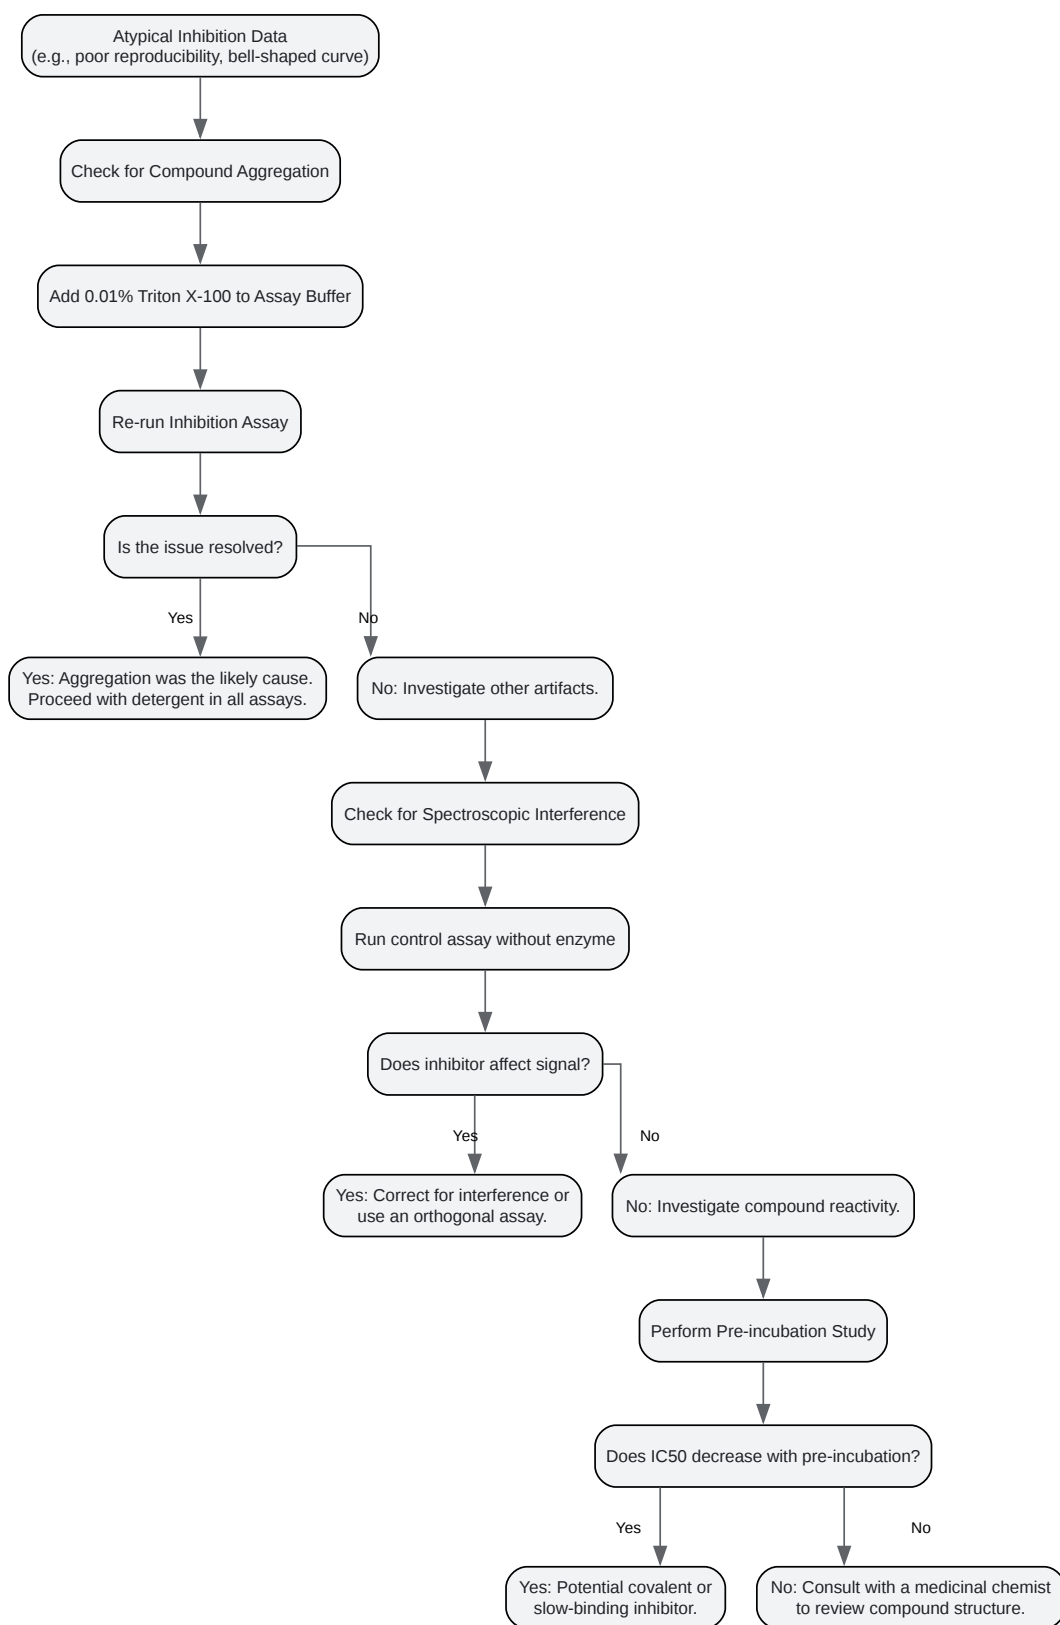 Atypical Inhibition Data
(e.g., poor reproducibility, bell-shaped curve)
Check for Compound Aggregation
Add 0.01% Triton X-100 to Assay Buffer
Re-run Inhibition Assay
Is the issue resolved?
Yes
No
Yes: Aggregation was the likely cause.
Proceed with detergent in all assays.
No: Investigate other artifacts.
Check for Spectroscopic Interference
Run control assay without enzyme
Does inhibitor affect signal?
Yes
No
Yes: Correct for interference or
use an orthogonal assay.
No: Investigate compound reactivity.
Perform Pre-incubation Study
Does IC50 decrease with pre-incubation?
Yes
No
Yes: Potential covalent or
slow-binding inhibitor.
No: Consult with a medicinal chemist
to review compound structure.